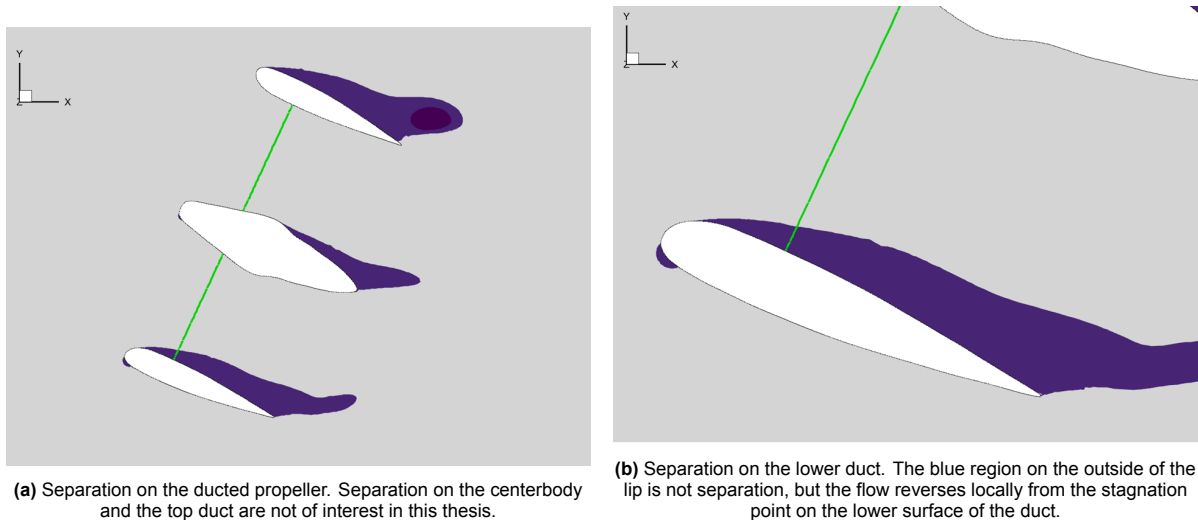 Y
Z
X
(a) Separation on the ducted propeller. Separation on the centerbody
and the top duct are not of interest in this thesis.
Y
Z
X
(b) Separation on the lower duct. The blue region on the outside of the
lip is not separation, but the flow reverses locally from the stagnation
point on the lower surface of the duct.